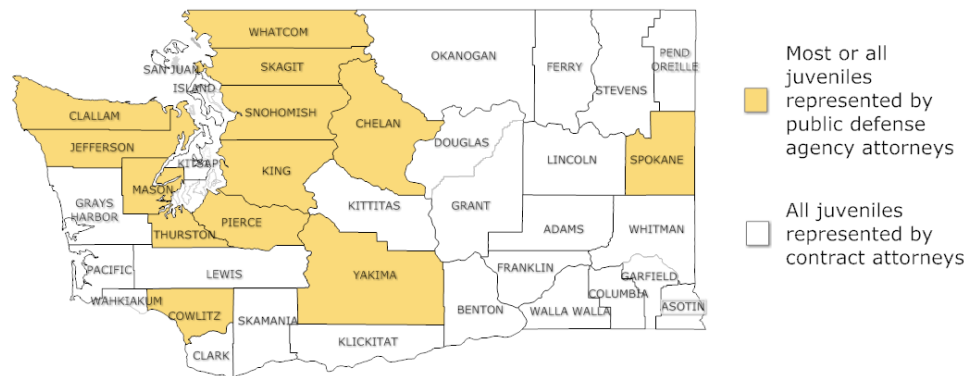 WHATCOM
OKANOGAN
PEND
OREILLE
FERRY
SAN JUAN
SKAGIT
STEVENS
ISLAND
SNOHOMISH
CLALLAM
CHELAN
DOUGLAS
JEFFERSON
KITSAP
LINCOLN
SPOKANE
KING
MASON
GRAYS
HARBOR
KITTITAS
GRANT
PIERCE
THURSTON
ADAMS
WHITMAN
PACIFIC
LEWIS
YAKIMA
FRANKLIN
GARFIELD
WAHKIAKUM
COLUMBIA
COWLITZ
SKAMANIA
BENTON
WALLA WALLA
ASOTIN
KLICKITAT
CLARK
Most or all
juveniles
represented by
public defense
agency attorneys
All juveniles
represented by
contract attorneys